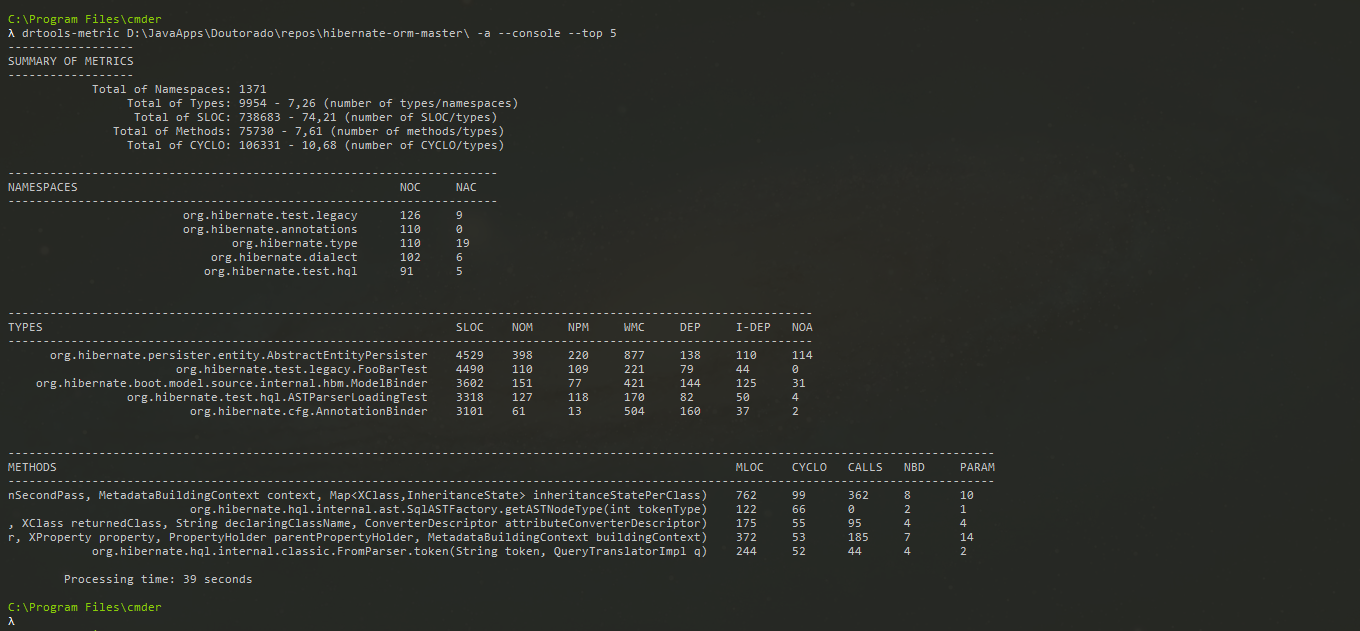 C:\Program Files\cmder
λ drtools-metric D:\JavaApps\Doutorado\repos\hibernate-orm-master\ -a --console --top 5
------------------
SUMMARY OF METRICS
------------------
Total of Namespaces: 1371
Total of Types: 9954 - 7,26 (number of types/namespaces)
Total of SLOC: 738683 - 74,21 (number of SLOC/types)
Total of Methods: 75730 - 7,61 (number of methods/types)
Total of CYCLO: 106331 - 10,68 (number of CYCLO/types)
----------------------------------------------------------------------
NAMESPACES NOC NAC
----------------------------------------------------------------------
org.hibernate.test.legacy 126 9
org.hibernate.annotations 110 0
org.hibernate.type 110 19
org.hibernate.dialect 102 6
org.hibernate.test.hql 91 5
-------------------------------------------------------------------------------------------------------------------
TYPES SLOC NOM NPM WMC DEP I-DEP NOA
-------------------------------------------------------------------------------------------------------------------
org.hibernate.persister.entity.AbstractEntityPersister 4529 398 220 877 138 110 114
org.hibernate.test.legacy.FooBarTest 4490 110 109 221 79 44 0
org.hibernate.boot.model.source.internal.hbm.ModelBinder 3602 151 77 421 144 125 31
org.hibernate.test.hql.ASTParserLoadingTest 3318 127 118 170 82 50 4
org.hibernate.cfg.AnnotationBinder 3101 61 13 504 160 37 2
---------------------------------------------------------------------------------------------------------------------------------------------
METHODS MLOC CYCLO CALLS NBD PARAM
---------------------------------------------------------------------------------------------------------------------------------------------
nSecondPass, MetadataBuildingContext context, Map<XClass,InheritanceState> inheritanceStatePerClass) 762 99 362 8 10
org.hibernate.hql.internal.ast.SqlASTFactory.getASTNodeType(int tokenType) 122 66 0 2 1
, XClass returnedClass, String declaringClassName, ConverterDescriptor attributeConverterDescriptor) 175 55 95 4 4
r, XProperty property, PropertyHolder parentPropertyHolder, MetadataBuildingContext buildingContext) 372 53 185 7 14
org.hibernate.hql.internal.classic.FromParser.token(String token, QueryTranslatorImpl q) 244 52 44 4 2
Processing time: 39 seconds
C:\Program Files\cmder
λ